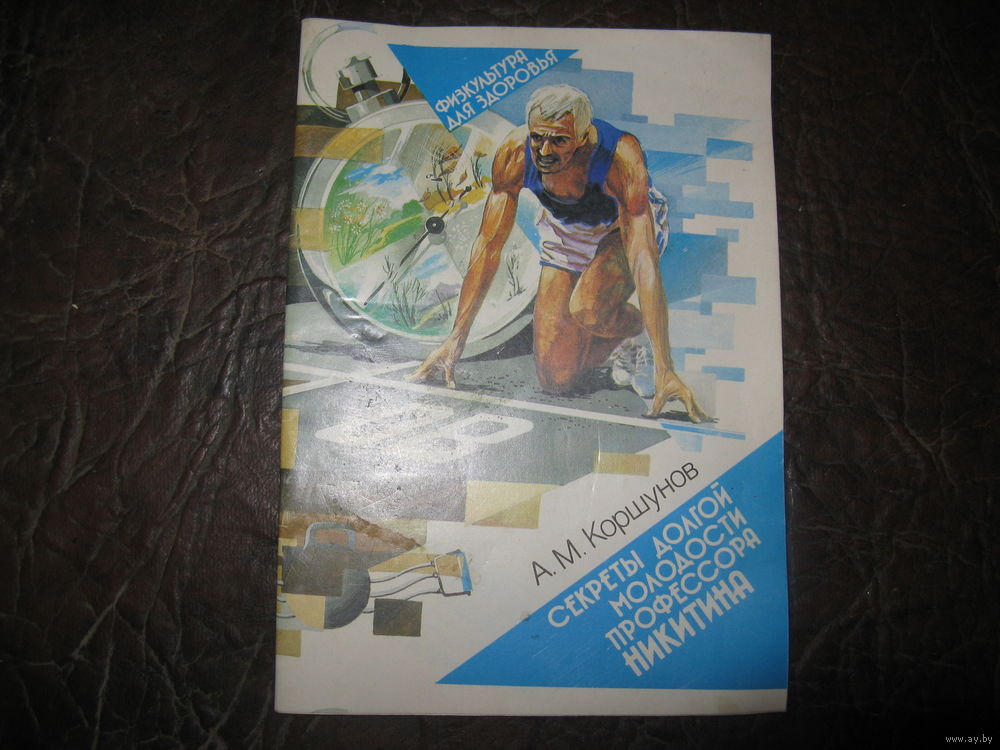 ФИЗКУЛЬТУРА
ДЛЯ ЗДОРОВЬЯ
А. М. Коршунов
СЕКРЕТЫ ДОЛГОЙ
МОЛОДОСТИ
ПРОФЕССОРА
НИКИТИНА
www.ay.by